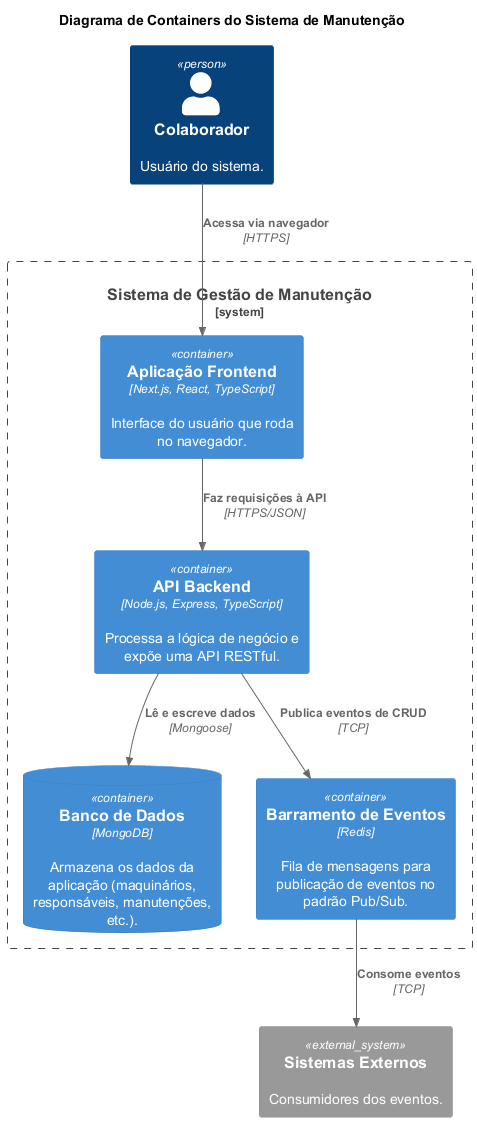 Diagrama de Containers do Sistema de Manutenção
«person»
Colaborador
Usuário do sistema.
Acessa via navegador
[HTTPS]
Sistema de Gestão de Manutenção
[system]
«container»
Aplicação Frontend
[Next.js, React, TypeScript]
Interface do usuário que roda
no navegador.
Faz requisições à API
[HTTPS/JSON]
«container»
API Backend
[Node.js, Express, TypeScript]
Processa a lógica de negócio e
expõe uma API RESTful.
Lê e escreve dados
[Mongoose]
Publica eventos de CRUD
[TCP]
«container»
Banco de Dados
[MongoDB]
Armazena os dados da
aplicação (maquinários,
responsáveis, manutenções,
etc.).
«container»
Barramento de Eventos
[Redis]
Fila de mensagens para
publicação de eventos no
padrão Pub/Sub.
Consome eventos
[TCP]
«external_system»
Sistemas Externos
Consumidores dos eventos.